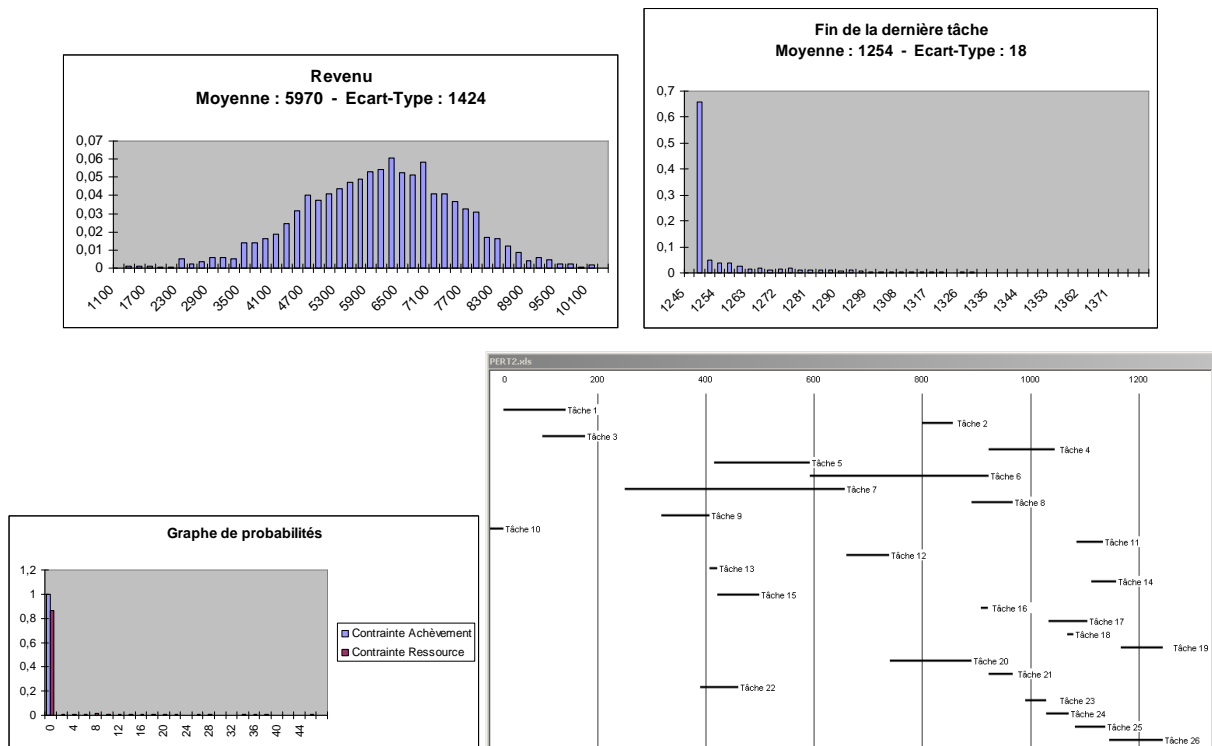 Revenu
Moyenne : 5970 - Ecart-Type : 1424
0,07
0,06
0,05
0,04
0,03
0,02
0,01
0
1100
1700
2300
2900
3500
4100
4700
5300
5900
6500
7100
7700
8300
8900
9500
10100
Fin de la dernière tâche
Moyenne : 1254 - Ecart-Type : 18
0,7
0,6
0,5
0,4
0,3
0,2
0,1
0
1245
1254
1263
1272
1281
1290
1299
1308
1317
1326
1335
1344
1353
1362
1371
Graphe de probabilités
1,2
1
0,8
0,6
0,4
0,2
0
0
4
8
12
16
20
24
28
32
36
40
44
Contrainte Achèvement
Contrainte Ressource
PERT2.xls
0 200 400 600 800 1000 1200
Tâche 1
Tâche 2
Tâche 3
Tâche 4
Tâche 5
Tâche 6
Tâche 7
Tâche 8
Tâche 9
Tâche 10
Tâche 11
Tâche 12
Tâche 13
Tâche 14
Tâche 15
Tâche 16
Tâche 17
Tâche 18
Tâche 19
Tâche 20
Tâche 21
Tâche 22
Tâche 23
Tâche 24
Tâche 25
Tâche 26